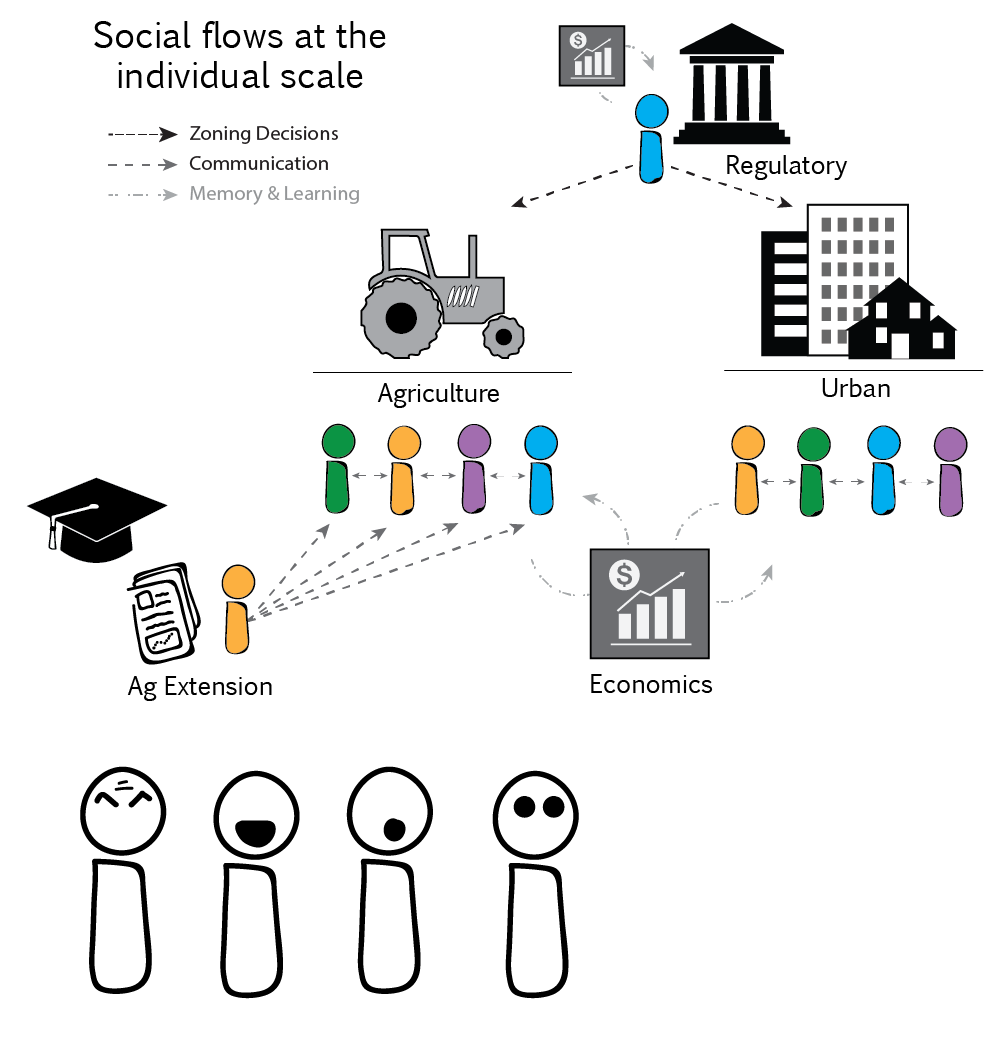 Social flows at the
individual scale
Zoning Decisions
Communication
Memory & Learning
$
Regulatory
Agriculture
Urban
$
Ag Extension
Economics